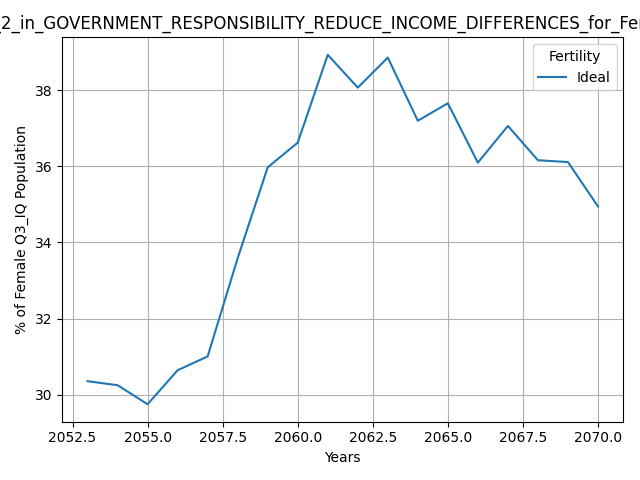 _2_in_GOVERNMENT_RESPONSIBILITY_REDUCE_INCOME_DIFFERENCES_for_Fe
Fertility
Ideal
38
36
34
32
30
% of Female Q3_IQ Population
2052.5 2055.0 2057.5 2060.0 2062.5 2065.0 2067.5 2070.0
Years